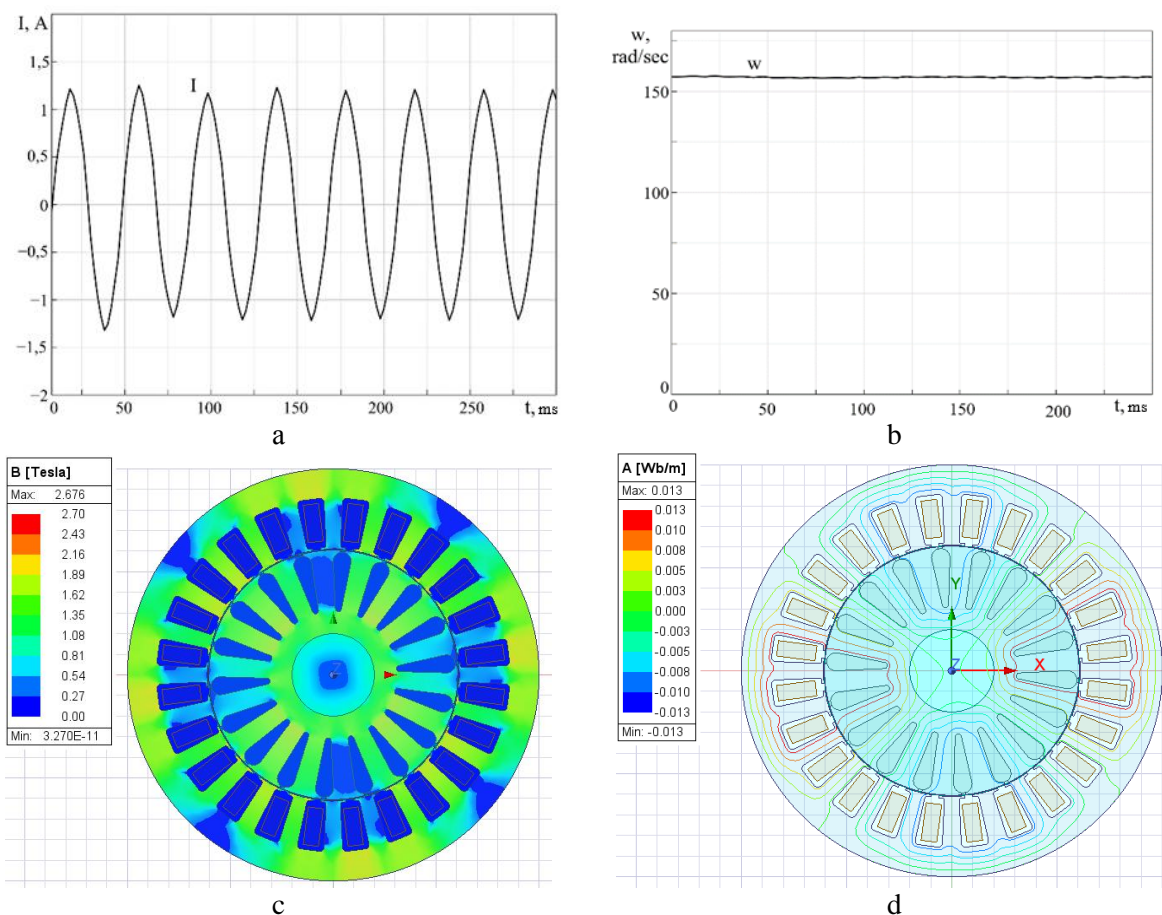 I, A
1,5
1
0,5
0
−0,5
−1
−1,5
−2
I
0
50
100
150
200
250
t, ms
a
w,
rad/sec
w
150
100
50
0
0
50
100
150
200
t, ms
b
B [Tesla]
Max: 2.676
2.70
2.43
2.16
1.89
1.62
1.35
1.08
0.81
0.54
0.27
0.00
Min: 3.270E-11
c
A [Wb/m]
Max: 0.013
0.013
0.010
0.008
0.005
0.003
0.000
-0.003
-0.005
-0.008
-0.010
-0.013
Min: -0.013
Y
Z
X
d